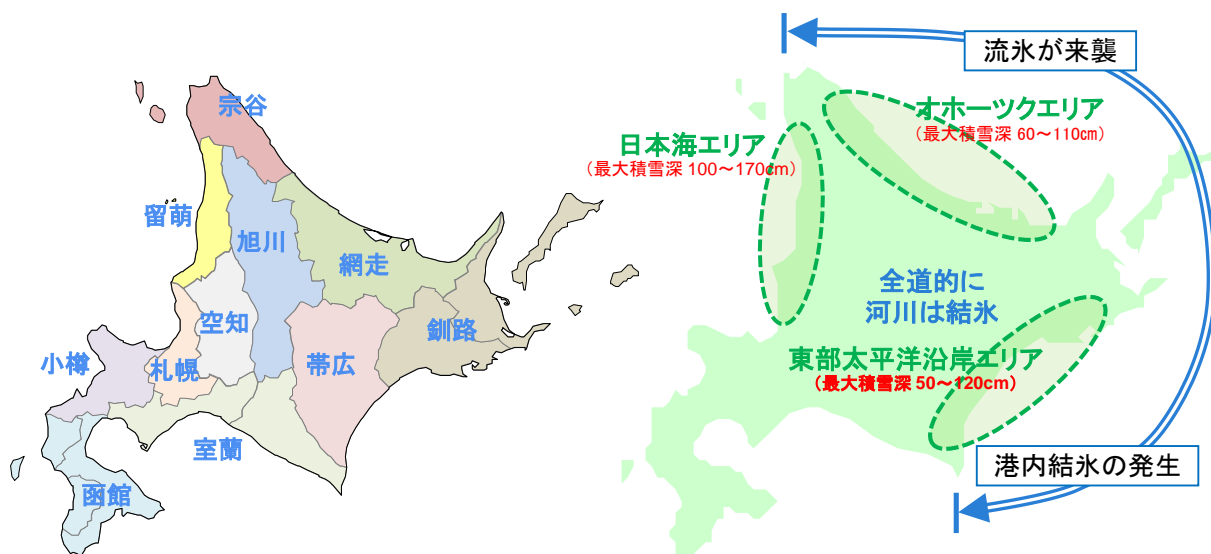 宗谷
留萌
旭川
網走
空知
釧路
小樽
札幌
帯広
室蘭
函館
流氷が来襲
オホーツクエリア
(最大積雪深 60～110㎝)
日本海エリア
(最大積雪深 100～170cm)
全道的に
河川は結氷
東部太平洋沿岸エリア
(最大積雪深 50～120cm)
港内結氷の発生